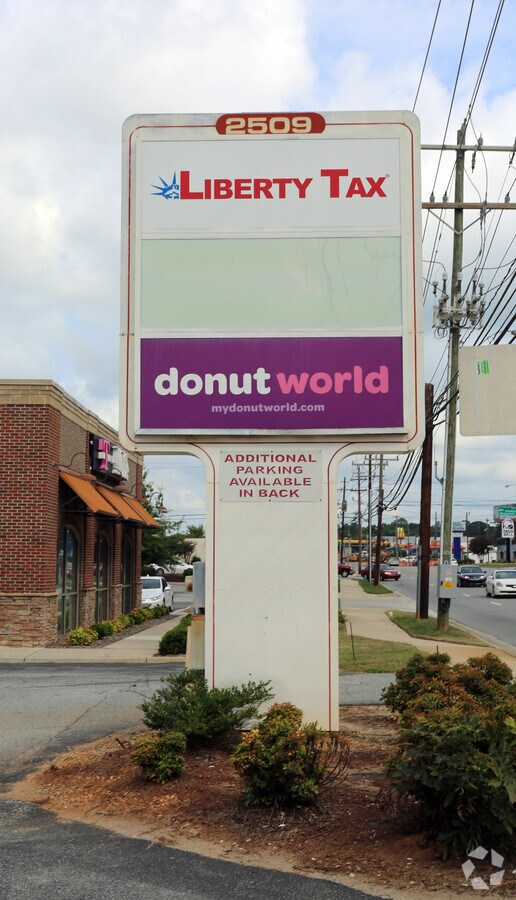 2509
LIBERTY TAX®
donut world
mydonutworld.com
ADDITIONAL
PARKING
AVAILABLE
IN BACK